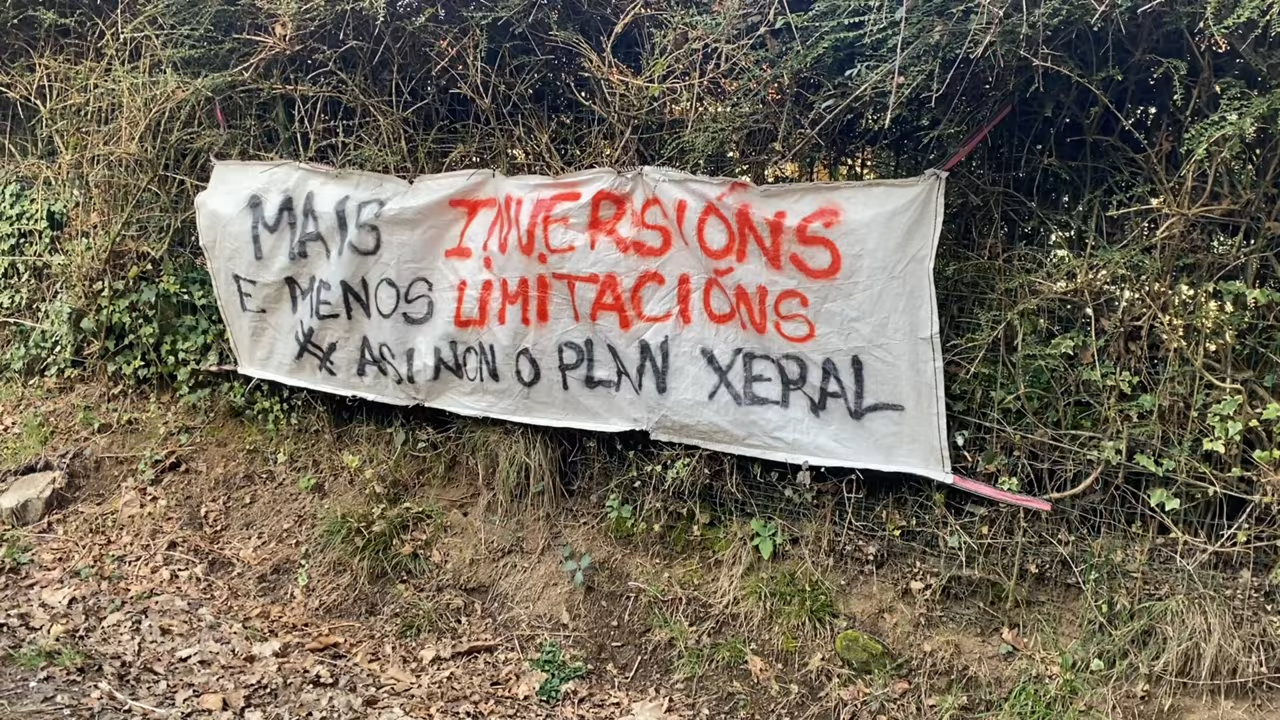 MAIS INVERSIÓNS
E MENOS LIMITACIÓNS
ASI NON O PLAN XERAL